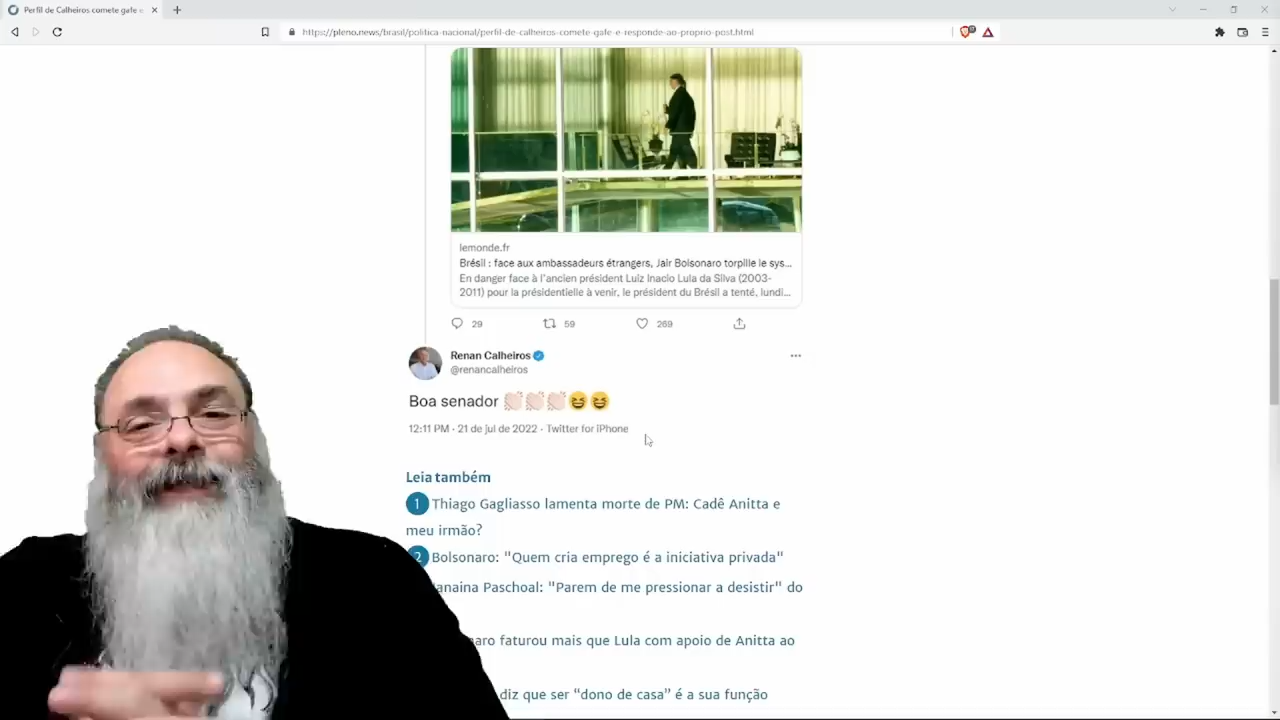 Perfil de Calheiros comete gafe e
https://pleno.news/brasil/politica-nacional/perfil-de-calheiros-comete-gafe-e-responde-ao-proprio-post.html
lemonde.fr
Brésil : face aux ambassadeurs étrangers, Jair Bolsonaro torpille le sys...
En danger face à l'ancien président Luiz Inacio Lula da Silva (2003-
2011) pour la présidentielle à venir, le président du Brésil a tenté, lundi...
29 59 269
Renan Calheiros
@renancalheiros
Boa senador 👏🏻👏🏻👏🏻😆😆
12:11 PM · 21 de jul de 2022 · Twitter for iPhone
Leia também
1 Thiago Gagliasso lamenta morte de PM: Cadê Anitta e
meu irmão?
2 Bolsonaro: "Quem cria emprego é a iniciativa privada"
anaina Paschoal: "Parem de me pressionar a desistir" do
naro faturou mais que Lula com apoio de Anitta ao
diz que ser “dono de casa” é a sua função